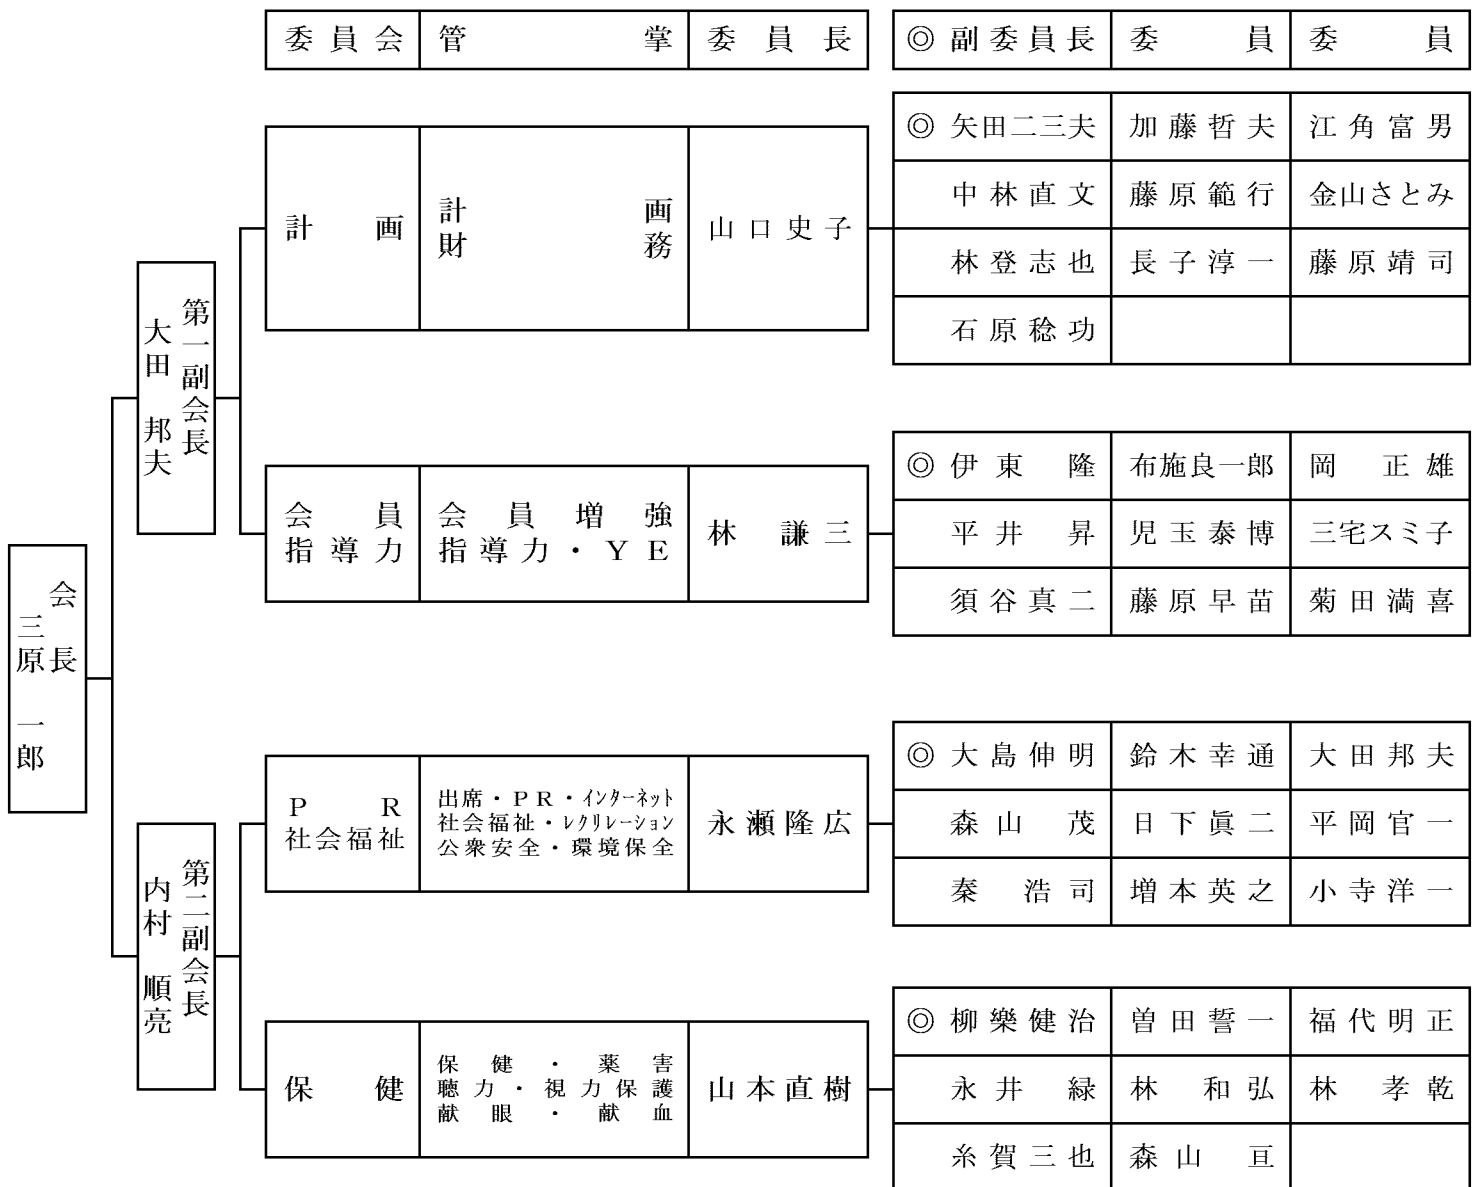 委員会 管掌 委員長 ◎副委員長 委員 委員
会長
三原 一郎
第一副会長
大田 邦夫
計画
計画
財務
山口史子
◎矢田二三夫 加藤哲夫 江角富男
中林直文 藤原範行 金山さとみ
林登志也 長子淳一 藤原靖司
石原稔功
会員
指導力
会員増強
指導力・YE
林謙三
◎伊東隆 布施良一郎 岡正雄
平井昇 児玉泰博 三宅スミ子
須谷真二 藤原早苗 菊田満喜
第二副会長
内村 順亮
PR
社会福祉
出席・PR・インターネット
社会福祉・レクリレーション
公衆安全・環境保全
永瀬隆広
◎大島伸明 鈴木幸通 大田邦夫
森山茂 日下眞二 平岡官一
秦浩司 増本英之 小寺洋一
保健
保健・薬害
聴力・視力保護
献眼・献血
山本直樹
◎柳樂健治 曽田誓一 福代明正
永井緑 林和弘 林孝乾
糸賀三也 森山亘